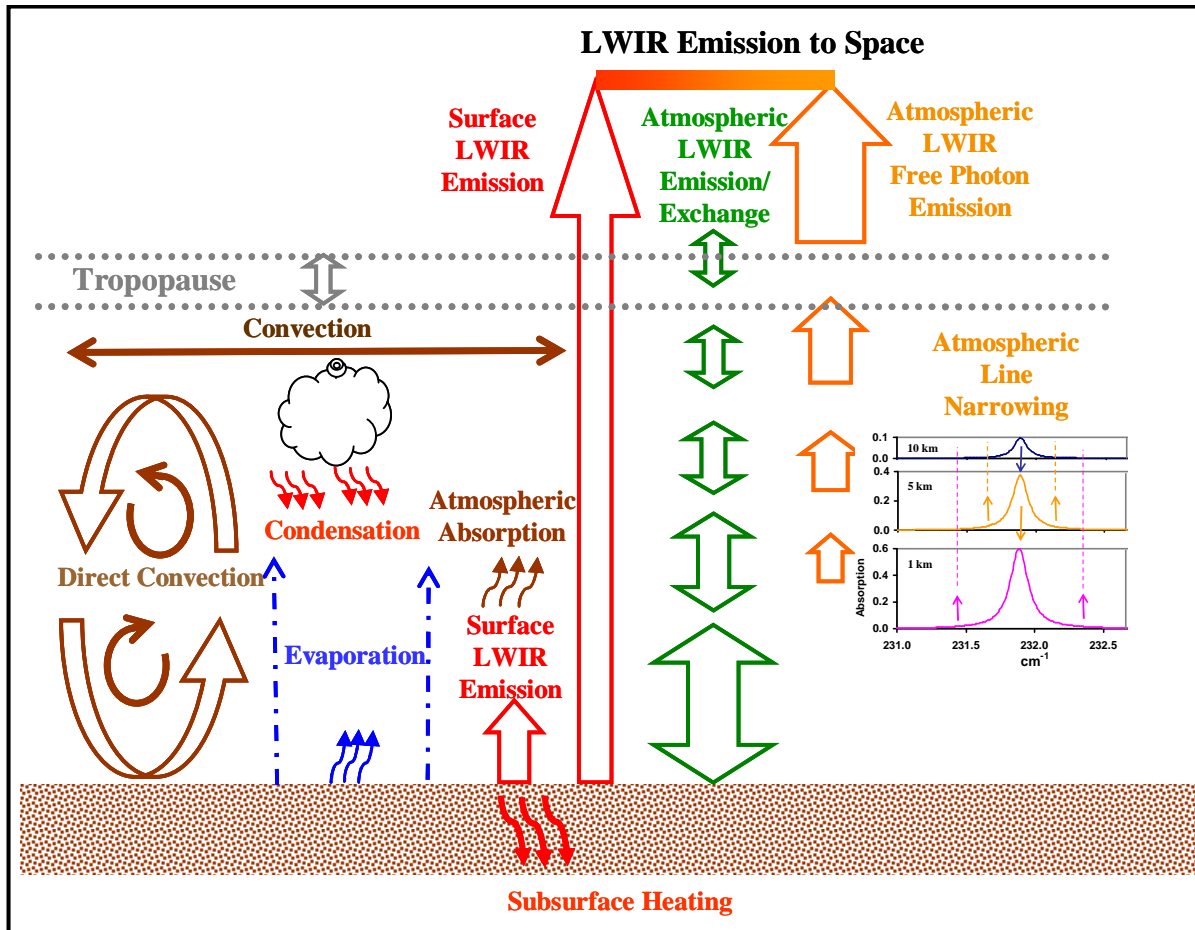 LWIR Emission to Space
Surface
LWIR
Emission
Atmospheric
LWIR
Emission/
Exchange
Atmospheric
LWIR
Free Photon
Emission
Tropopause
Convection
Atmospheric
Line
Narrowing
Condensation
Atmospheric
Absorption
Direct Convection
Evaporation
Surface
LWIR
Emission
0.1
0.0
10 km
0.4
0.2
0.0
5 km
0.6
0.4
0.2
0.0
1 km
Absorption
231.0 231.5 232.0 232.5
cm-1
Subsurface Heating